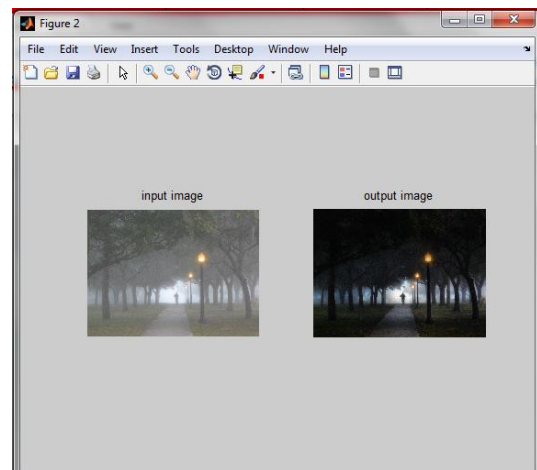 Figure 2
File Edit View Insert Tools Desktop Window Help
input image output image